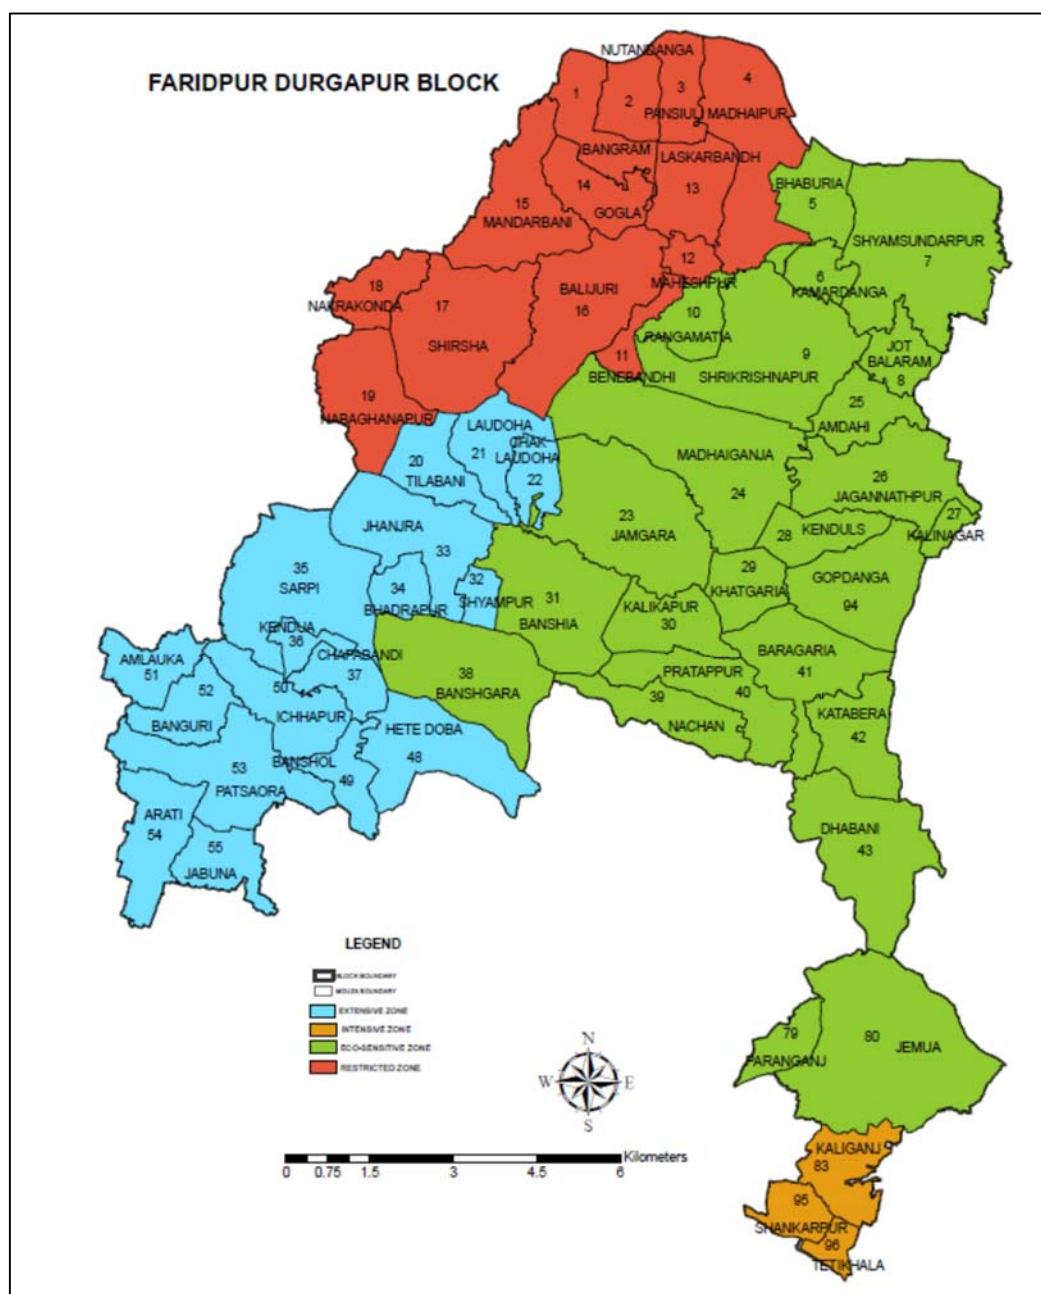 FARIDPUR DURGAPUR BLOCK
NUTANDANGA
1
2
3
4
PANSIULI
MADHAIPUR
BANGRAM
LASKARBANDH
14
13
GOGLA
15
MANDARBANI
BHABURIA
5
SHYAMSUNDARPUR
7
12
MAHESHPUR
6
KAMARDANGA
18
NAKRAKONDA
17
SHIRSHA
BALIJURI
16
10
RANGAMATIA
11
BENEBANDHI
9
SHRIKRISHNAPUR
JOT
BALARAM
8
19
NABAGHANAPUR
25
AMDAHI
LAUDOHA
21
CHAK
LAUDOHA
22
20
TILABANI
MADHAIGANJA
24
26
JAGANNATHPUR
27
KALINAGAR
23
JAMGARA
28
KENDULS
JHANJRA
33
29
KHATGARIA
GOPDANGA
94
35
SARPI
34
BHADRAPUR
32
SHYAMPUR
31
BANSHIA
KALIKAPUR
30
KENDUA
36
CHAPABANDI
37
BARAGARIA
41
AMLAUKA
51
38
BANSHGARA
PRATAPPUR
40
39
NACHAN
52
BANGURI
50
ICHHAPUR
KATABERA
42
HETE DOBA
48
BANSHOL
49
53
PATSAORA
ARATI
54
55
JABUNA
DHABANI
43
LEGEND
BLOCK BOUNDARY
MOUZA BOUNDARY
EXTENSIVE ZONE
INTENSIVE ZONE
ECO-SENSITIVE ZONE
RESTRICTED ZONE
N
W
E
S
79
PARANGANJ
80
JEMUA
KALIGANJ
83
Kilometers
0 0.75 1.5 3 4.5 6
95
SHANKARPUR
96
TETIKHALA